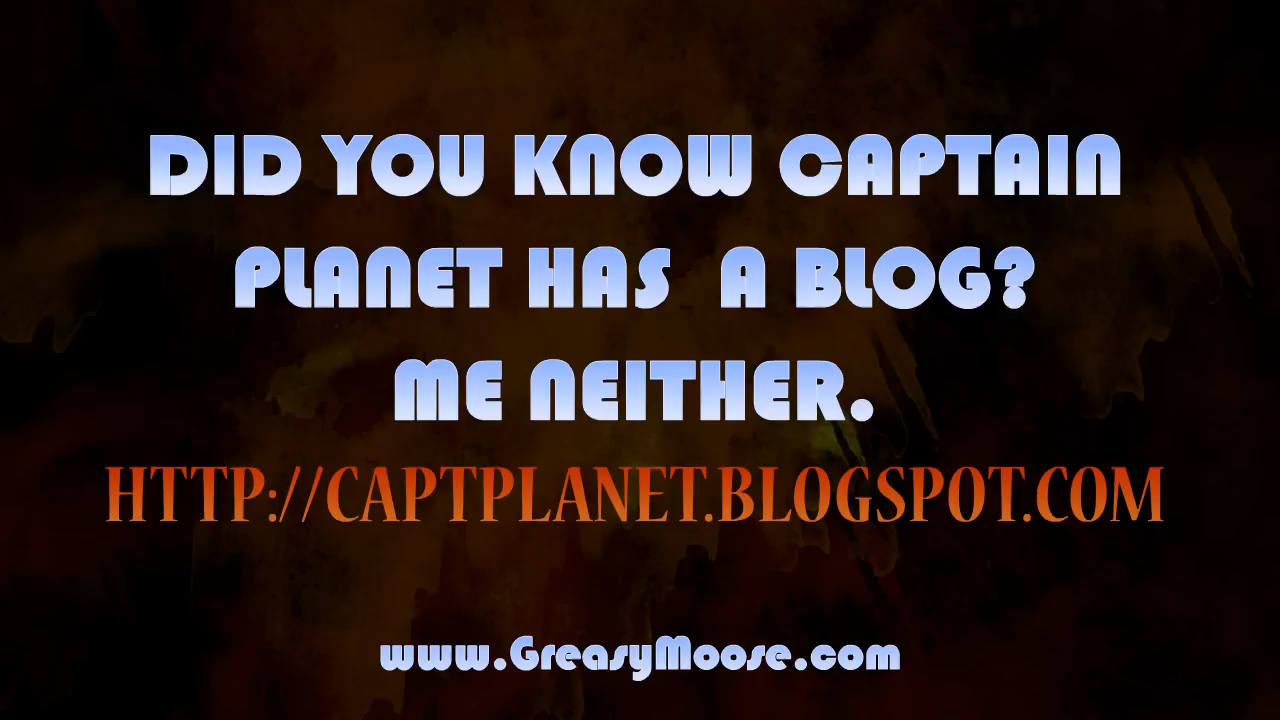 DID YOU KNOW CAPTAIN
PLANET HAS A BLOG?
ME NEITHER.
HTTP://CAPTPLANET.BLOGSPOT.COM
www.GreasyMoose.com